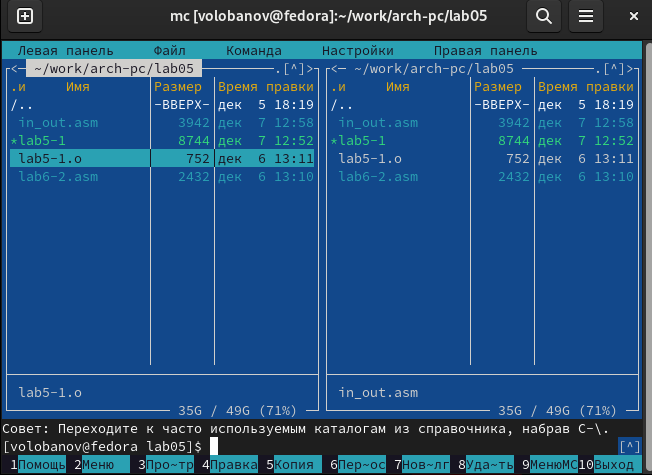 mc [volobanov@fedora]:~/work/arch-pc/lab05
Левая панель Файл Команда Настройки Правая панель
<─ ~/work/arch-pc/lab05 ─.[^]> <─ ~/work/arch-pc/lab05 ─.[^]>
.и Имя Размер Время правки .и Имя Размер Время правки
/.. -ВВЕРХ- дек 5 18:19 /.. -ВВЕРХ- дек 5 18:19
in_out.asm 3942 дек 7 12:58 in_out.asm 3942 дек 7 12:58
*lab5-1 8744 дек 7 12:52 *lab5-1 8744 дек 7 12:52
lab5-1.o 752 дек 6 13:11 lab5-1.o 752 дек 6 13:11
lab6-2.asm 2432 дек 6 13:10 lab6-2.asm 2432 дек 6 13:10
lab5-1.o in_out.asm
35G / 49G (71%) 35G / 49G (71%)
Совет: Переходите к часто используемым каталогам из справочника, набрав C-\.
[volobanov@fedora lab05]$ [^]
1Помощь 2Меню 3Про~тр 4Правка 5Копия 6Пер~ос 7Нов~лг 8Уда~ть 9МенюMC 10Выход